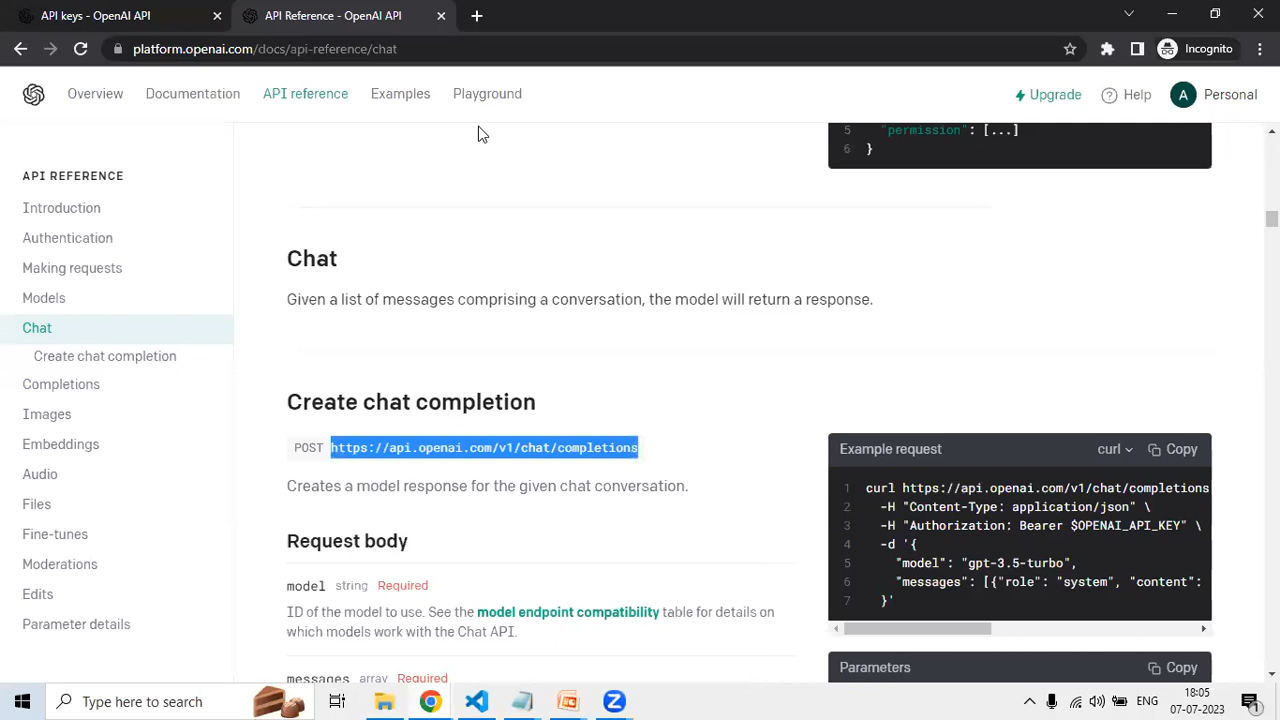 API keys - OpenAI API
API Reference - OpenAI API
platform.openai.com/docs/api-reference/chat
Incognito
Overview
Documentation
API reference
Examples
Playground
Upgrade
Help
A
Personal
API REFERENCE
Introduction
Authentication
Making requests
Models
Chat
Create chat completion
Completions
Images
Embeddings
Audio
Files
Fine-tunes
Moderations
Edits
Parameter details
5 "permission": [...]
6 }
Chat
Given a list of messages comprising a conversation, the model will return a response.
Create chat completion
POST https://api.openai.com/v1/chat/completions
Creates a model response for the given chat conversation.
Request body
model string Required
ID of the model to use. See the model endpoint compatibility table for details on
which models work with the Chat API.
messages array Required
Example request
curl
Copy
1 curl https://api.openai.com/v1/chat/completions
2 -H "Content-Type: application/json" \
3 -H "Authorization: Bearer $OPENAI_API_KEY" \
4 -d '{
5 "model": "gpt-3.5-turbo",
6 "messages": [{"role": "system", "content":
7 }'
Parameters
Copy
Type here to search
ENG
18:05
07-07-2023
1